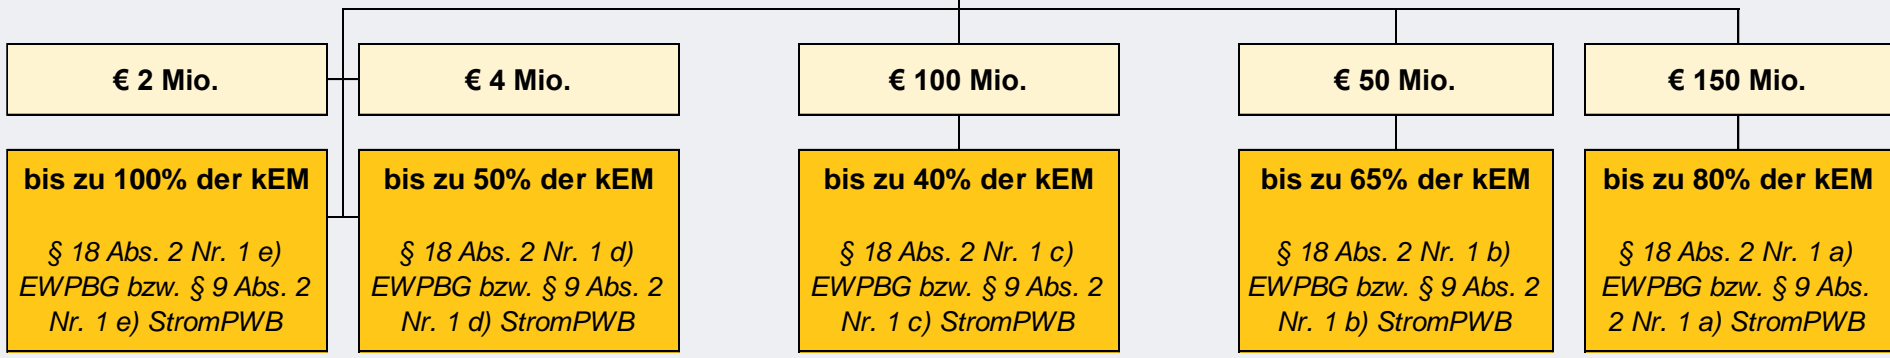 € 2 Mio.
€ 4 Mio.
€ 100 Mio.
€ 50 Mio.
€ 150 Mio.
bis zu 100% der kEM
§ 18 Abs. 2 Nr. 1 e)
EWPBG bzw. § 9 Abs. 2
Nr. 1 e) StromPWB
bis zu 50% der kEM
§ 18 Abs. 2 Nr. 1 d)
EWPBG bzw. § 9 Abs. 2
Nr. 1 d) StromPWB
bis zu 40% der kEM
§ 18 Abs. 2 Nr. 1 c)
EWPBG bzw. § 9 Abs. 2
Nr. 1 c) StromPWB
bis zu 65% der kEM
§ 18 Abs. 2 Nr. 1 b)
EWPBG bzw. § 9 Abs. 2
Nr. 1 b) StromPWB
bis zu 80% der kEM
§ 18 Abs. 2 Nr. 1 a)
EWPBG bzw. § 9 Abs.
2 Nr. 1 a) StromPWB